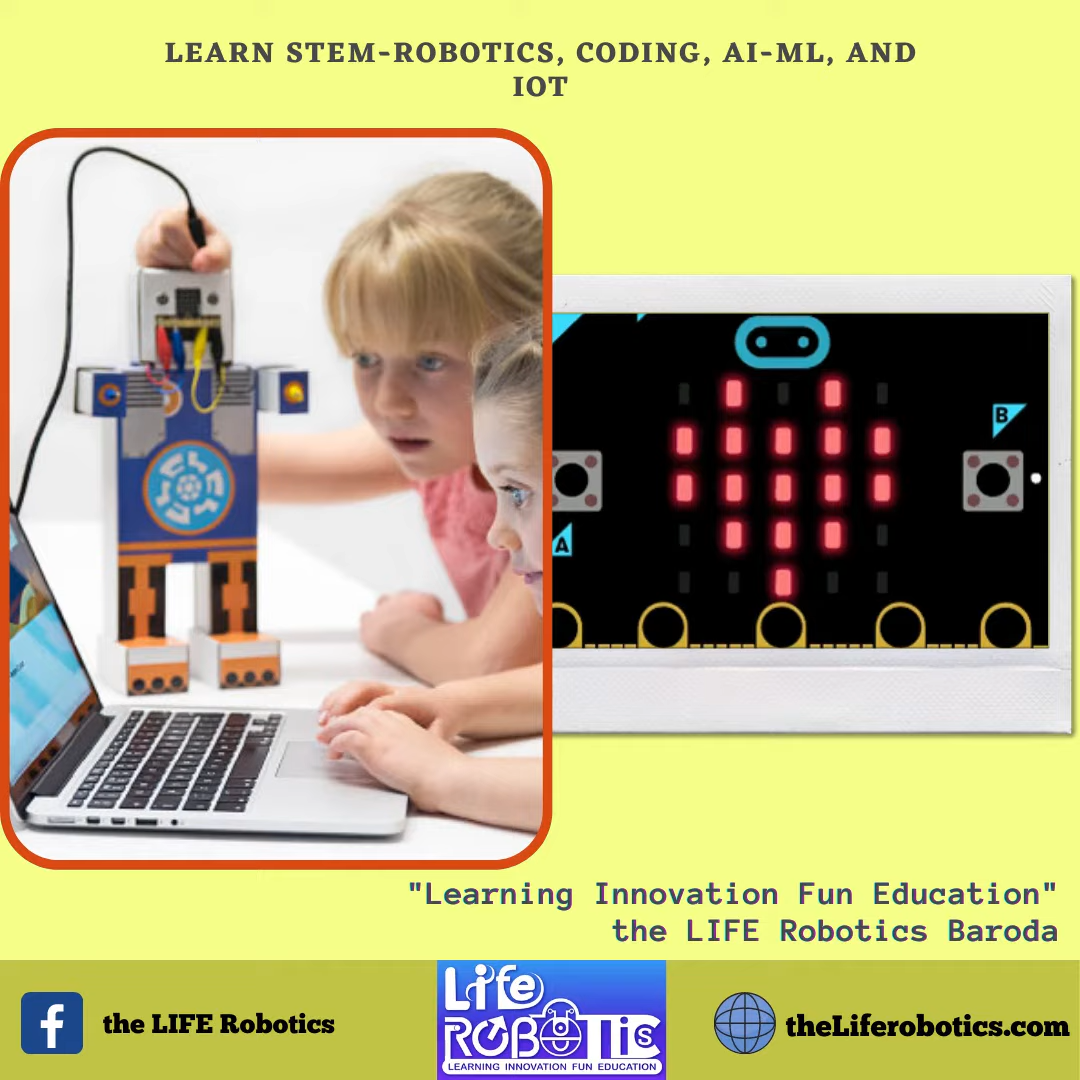 LEARN STEM-ROBOTICS, CODING, AI-ML, AND
IOT
B
A
"Learning Innovation Fun Education"
the LIFE Robotics Baroda
the LIFE Robotics
Life
ROBOTICS
LEARNING INNOVATION FUN EDUCATION
theLiferobotics.com